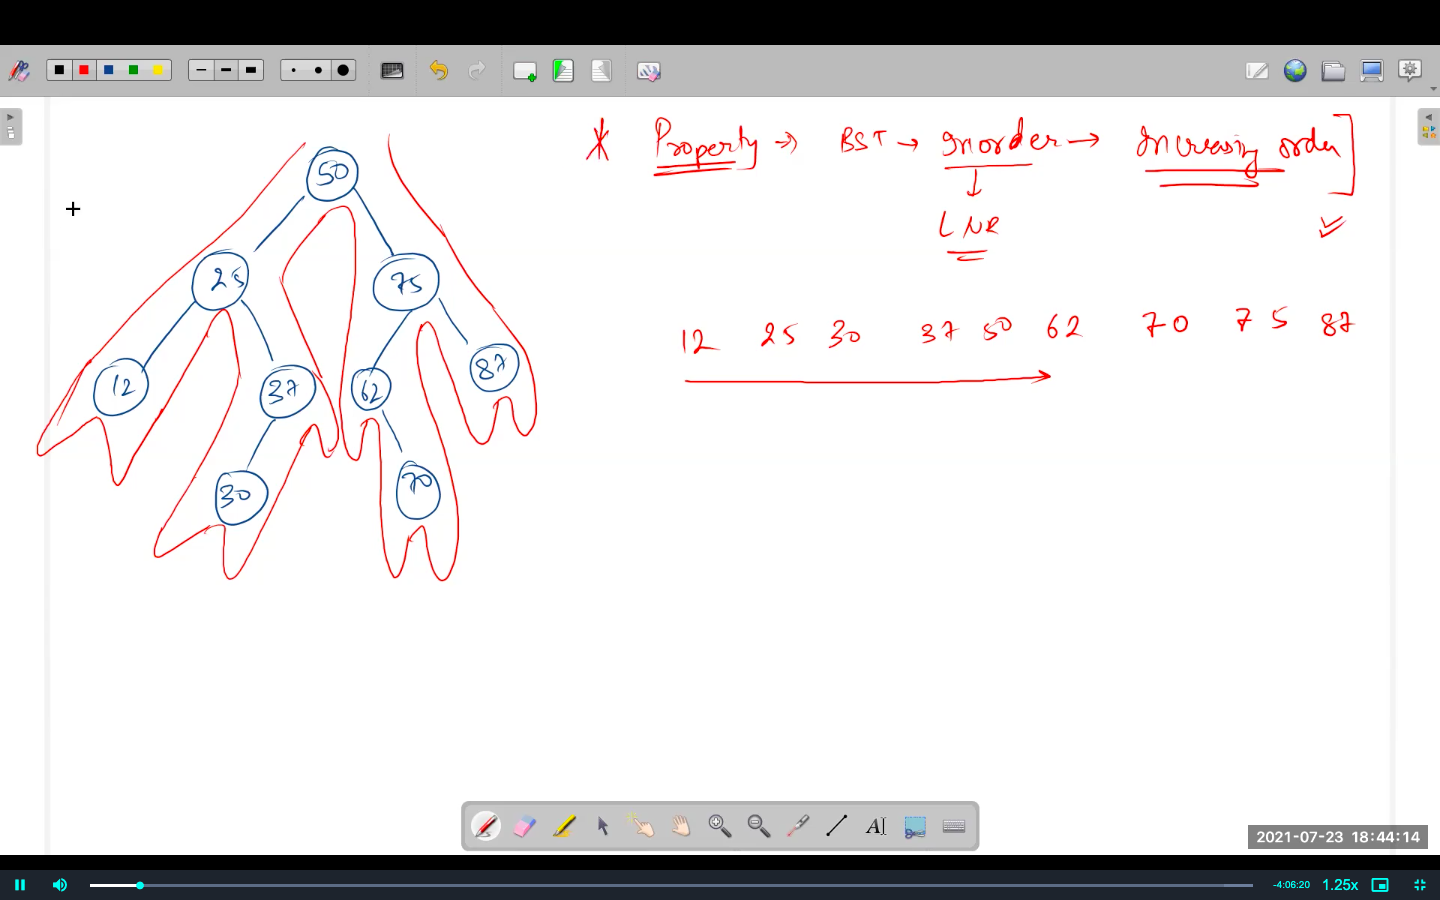 * Property → BST → Inorder → Increasing order
LNR
50
25 75
12 37 62 87
30 70
12 25 30 37 50 62 70 75 87
AI
2021-07-23 18:44:14
-4:06:20 1.25x